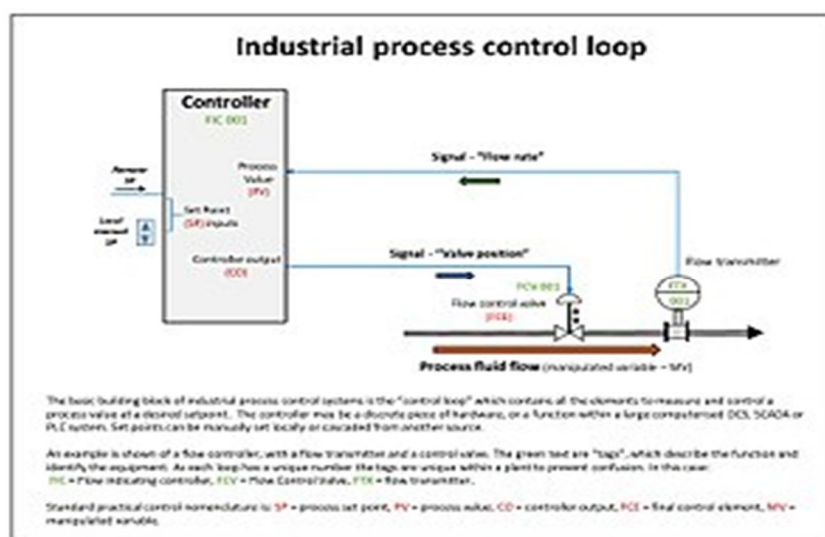 Industrial process control loop
Controller
FIC 001
Signal - "Flow rate"
Process
Value
(PV)
Remote
SP
Set Point
(SP) inputs
Local
manual
SP
Signal - "Valve position"
Controller output
(CO)
Flow transmitter
FCV 001
FTX
001
Flow control valve
(FCE)
Process fluid flow (manipulated variable - MV)
The basic building block of industrial process control systems is the "control loop" which contains all the elements to measure and control a
process value at a desired setpoint. The controller may be a discrete piece of hardware, or a function within a large computerised DCS, SCADA or
PLC system. Set points can be manually set locally or cascaded from another source.
An example is shown of a flow controller, with a flow transmitter and a control valve. The green text are "tags", which describe the function and
identify the equipment. As each loop has a unique number the tags are unique within a plant to prevent confusion. In this case:
FIC = Flow indicating controller, FCV = Flow Control Valve, FTX = flow transmitter.
Standard practical control nomenclature is: SP = process set point, PV = process value, CO = controller output, FCE = final control element, MV =
manipulated variable.